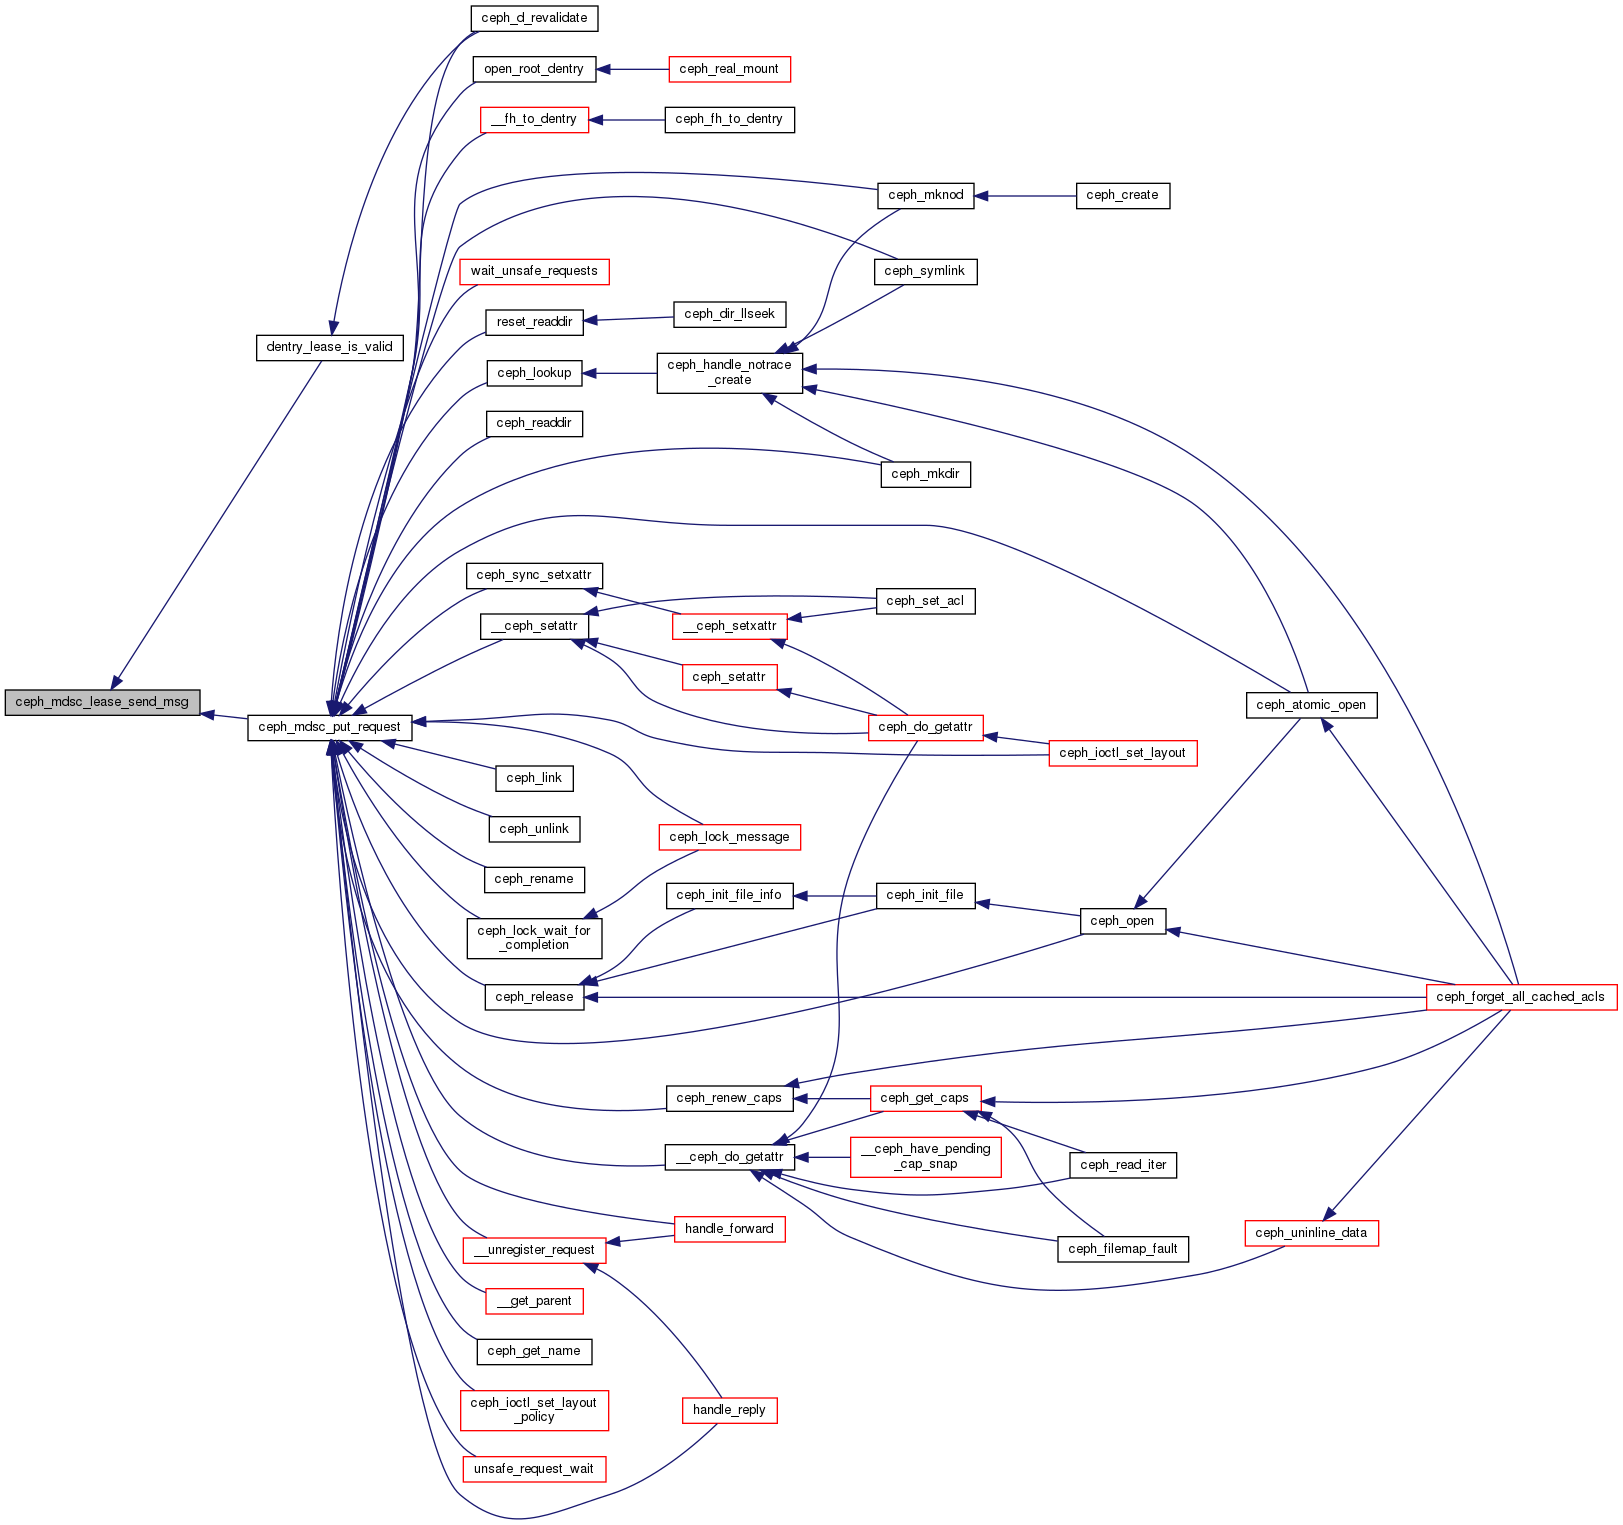 ceph_d_revalidate
open_root_dentry
ceph_real_mount
__fh_to_dentry
ceph_fh_to_dentry
ceph_mknod
ceph_create
wait_unsafe_requests
ceph_symlink
reset_readdir
ceph_dir_llseek
dentry_lease_is_valid
ceph_lookup
ceph_handle_notrace
_create
ceph_readdir
ceph_mkdir
ceph_sync_setxattr
__ceph_setattr
ceph_set_acl
__ceph_setxattr
ceph_setattr
ceph_mdsc_lease_send_msg
ceph_mdsc_put_request
ceph_do_getattr
ceph_atomic_open
ceph_ioctl_set_layout
ceph_link
ceph_unlink
ceph_lock_message
ceph_rename
ceph_init_file_info
ceph_init_file
ceph_open
ceph_lock_wait_for
_completion
ceph_release
ceph_forget_all_cached_acls
ceph_renew_caps
ceph_get_caps
__ceph_do_getattr
__ceph_have_pending
_cap_snap
ceph_read_iter
handle_forward
__unregister_request
ceph_filemap_fault
ceph_uninline_data
__get_parent
ceph_get_name
ceph_ioctl_set_layout
_policy
handle_reply
unsafe_request_wait